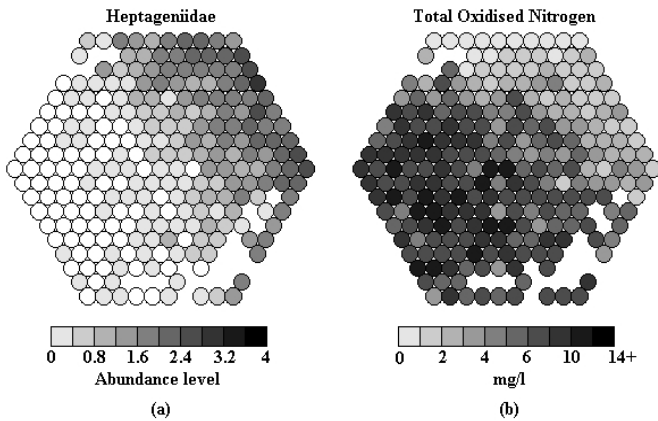 Heptageniidae
Total Oxidised Nitrogen
0 0.8 1.6 2.4 3.2 4
0 2 4 6 10 14+
Abundance level
mg/l
(a)
(b)